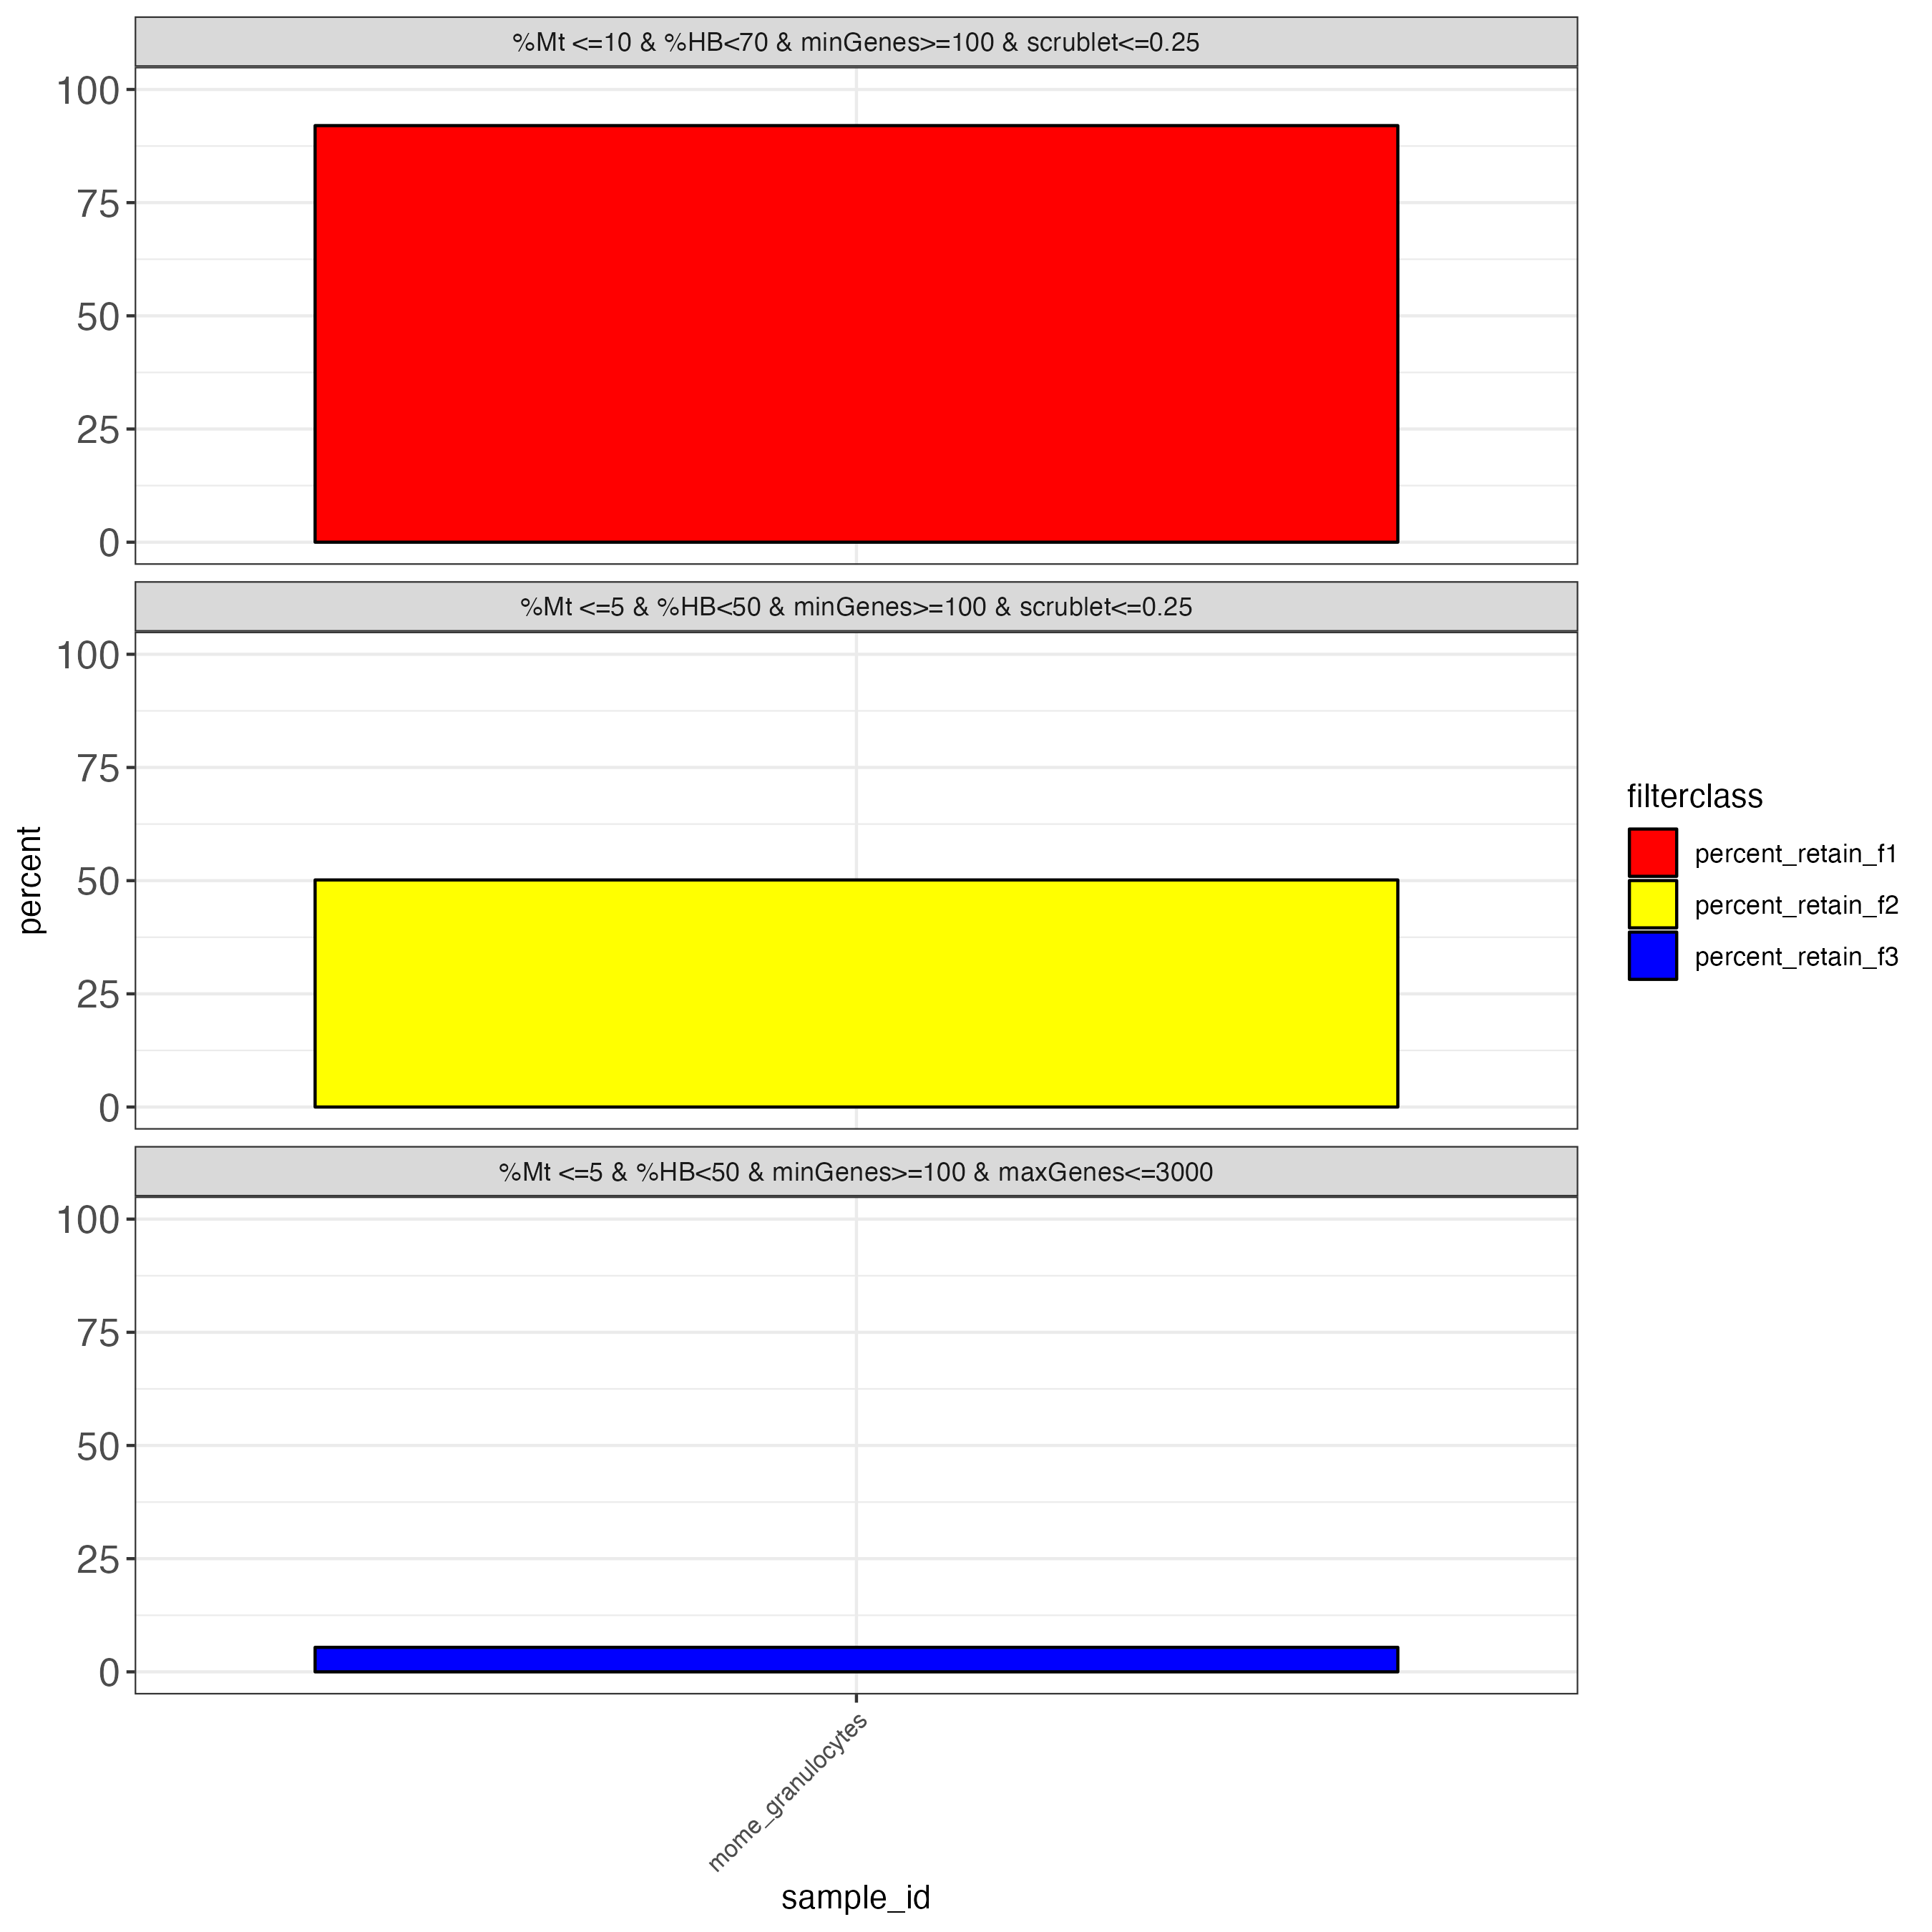 %Mt <=10 & %HB<70 & minGenes>=100 & scrublet<=0.25
100
75
50
25
0
%Mt <=5 & %HB<50 & minGenes>=100 & scrublet<=0.25
100
75
50
25
0
%Mt <=5 & %HB<50 & minGenes>=100 & maxGenes<=3000
100
75
50
25
0
percent
mome_granulocytes
sample_id
filterclass
percent_retain_f1
percent_retain_f2
percent_retain_f3